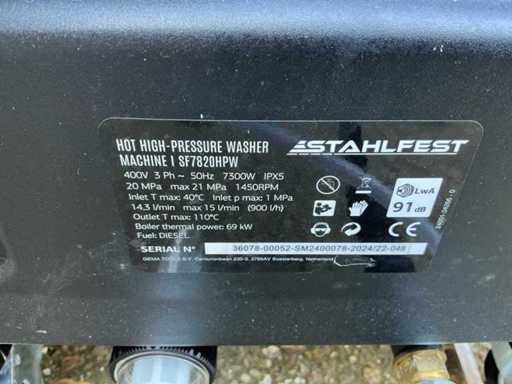 HOT HIGH-PRESSURE WASHER
MACHINE | SF7820HPW
STAHLFEST
400V 3 Ph ~ 50Hz 7300W IPX5
20 MPa max 21 MPa 1450RPM
Inlet T max: 40°C Inlet p max: 1 MPa
14.3 l/min max 15 l/min (900 l/h)
Outlet T max: 110°C
Boiler thermal power: 69 kW
Fuel: DIESEL
LwA
91 dB
CE
SERIAL N° 36078-00052-SM2400078-2024/22-048